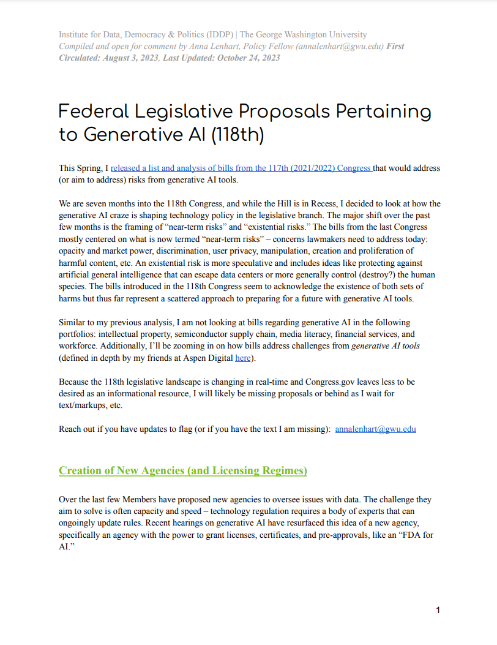 Institute for Data, Democracy & Politics (IDDP) | The George Washington University
Compiled and open for comment by Anna Lenhart, Policy Fellow (annalenhart@gwu.edu) First
Circulated: August 3, 2023, Last Updated: October 24, 2023
Federal Legislative Proposals Pertaining
to Generative AI (118th)
This Spring, I released a list and analysis of bills from the 117th (2021/2022) Congress that would address
(or aim to address) risks from generative AI tools.
We are seven months into the 118th Congress, and while the Hill is in Recess, I decided to look at how the
generative AI craze is shaping technology policy in the legislative branch. The major shift over the past
few months is the framing of “near-term risks” and “existential risks.” The bills from the last Congress
mostly centered on what is now termed “near-term risks” – concerns lawmakers need to address today:
opacity and market power, discrimination, user privacy, manipulation, creation and proliferation of
harmful content, etc. An existential risk is more speculative and includes ideas like protecting against
artificial general intelligence that can escape data centers or more generally control (destroy?) the human
species. The bills introduced in the 118th Congress seem to acknowledge the existence of both sets of
harms but thus far represent a scattered approach to preparing for a future with generative AI tools.
Similar to my previous analysis, I am not looking at bills regarding generative AI in the following
portfolios: intellectual property, semiconductor supply chain, media literacy, financial services, and
workforce. Additionally, I’ll be zooming in on how bills address challenges from generative AI tools
(defined in depth by my friends at Aspen Digital here).
Because the 118th legislative landscape is changing in real-time and Congress.gov leaves less to be
desired as an informational resource, I will likely be missing proposals or behind as I wait for
text/markups, etc.
Reach out if you have updates to flag (or if you have the text I am missing): annalenhart@gwu.edu
Creation of New Agencies (and Licensing Regimes)
Over the last few Members have proposed new agencies to oversee issues with data. The challenge they
aim to solve is often capacity and speed – technology regulation requires a body of experts that can
ongoingly update rules. Recent hearings on generative AI have resurfaced this idea of a new agency,
specifically an agency with the power to grant licenses, certificates, and pre-approvals, like an “FDA for
AI.”
1